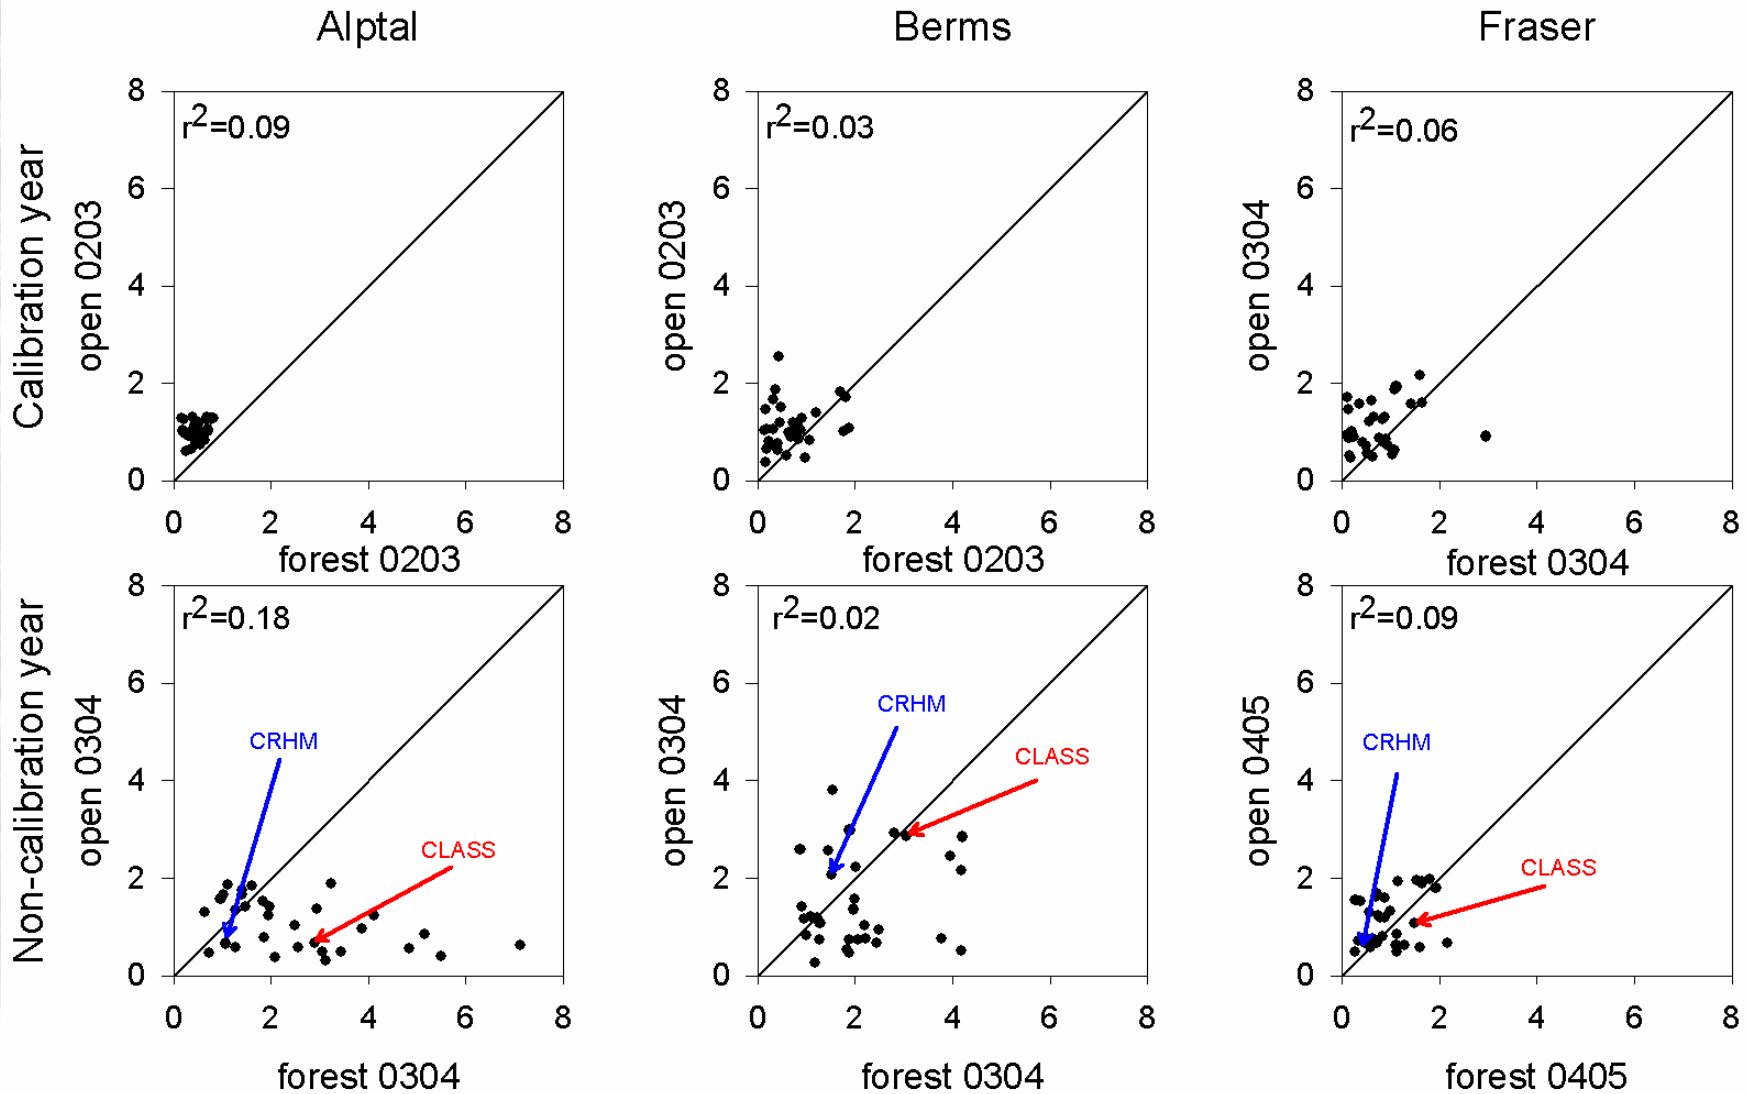 Alptal Berms Fraser
Calibration year
open 0203
8
6
4
2
0
r2=0.09
0 2 4 6 8
forest 0203
open 0203
8
6
4
2
0
r2=0.03
0 2 4 6 8
forest 0203
open 0304
8
6
4
2
0
r2=0.06
0 2 4 6 8
forest 0304
Non-calibration year
open 0304
8
6
4
2
0
r2=0.18
CRHM
CLASS
0 2 4 6 8
forest 0304
open 0304
8
6
4
2
0
r2=0.02
CRHM
CLASS
0 2 4 6 8
forest 0304
open 0405
8
6
4
2
0
r2=0.09
CRHM
CLASS
0 2 4 6 8
forest 0405